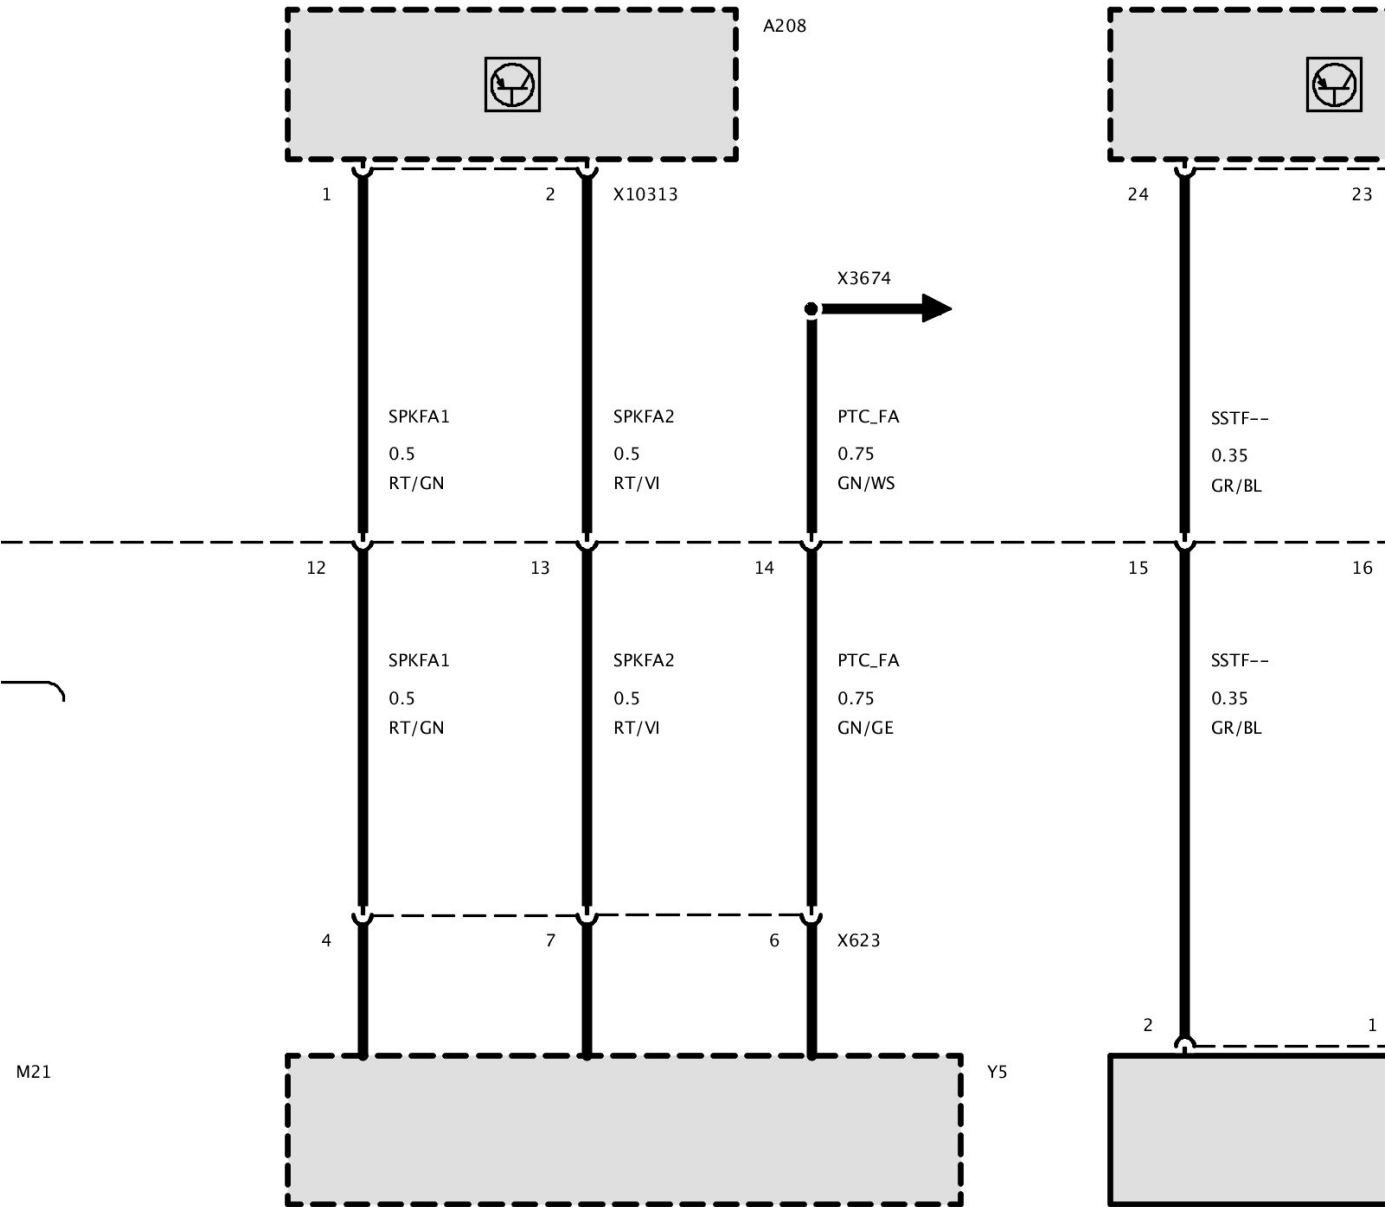 A208
1
2
X10313
24
23
X3674
SPKFA1
0.5
RT/GN
SPKFA2
0.5
RT/VI
PTC_FA
0.75
GN/WS
SSTF--
0.35
GR/BL
12
13
14
15
16
SPKFA1
0.5
RT/GN
SPKFA2
0.5
RT/VI
PTC_FA
0.75
GN/GE
SSTF--
0.35
GR/BL
4
7
6
X623
2
1
M21
Y5